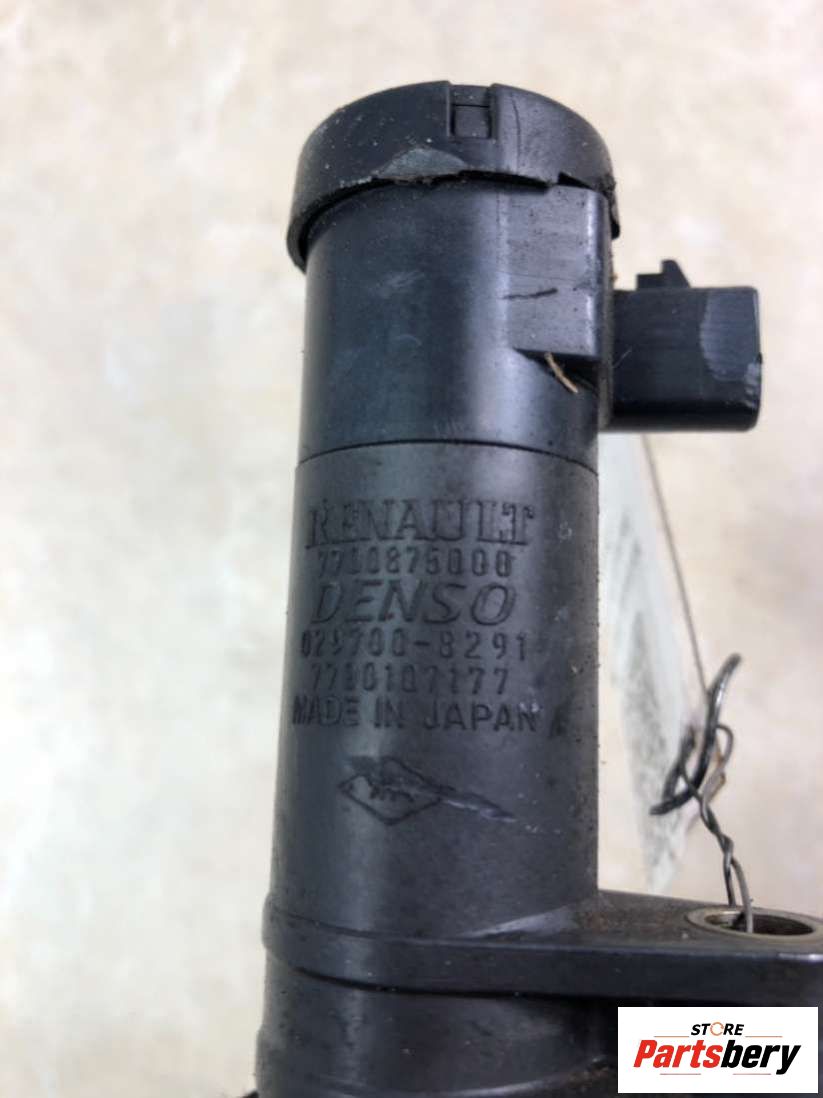 RENAULT
7700875000
DENSO
029700-8291
7700107177
MADE IN JAPAN
STORE
Partsbery